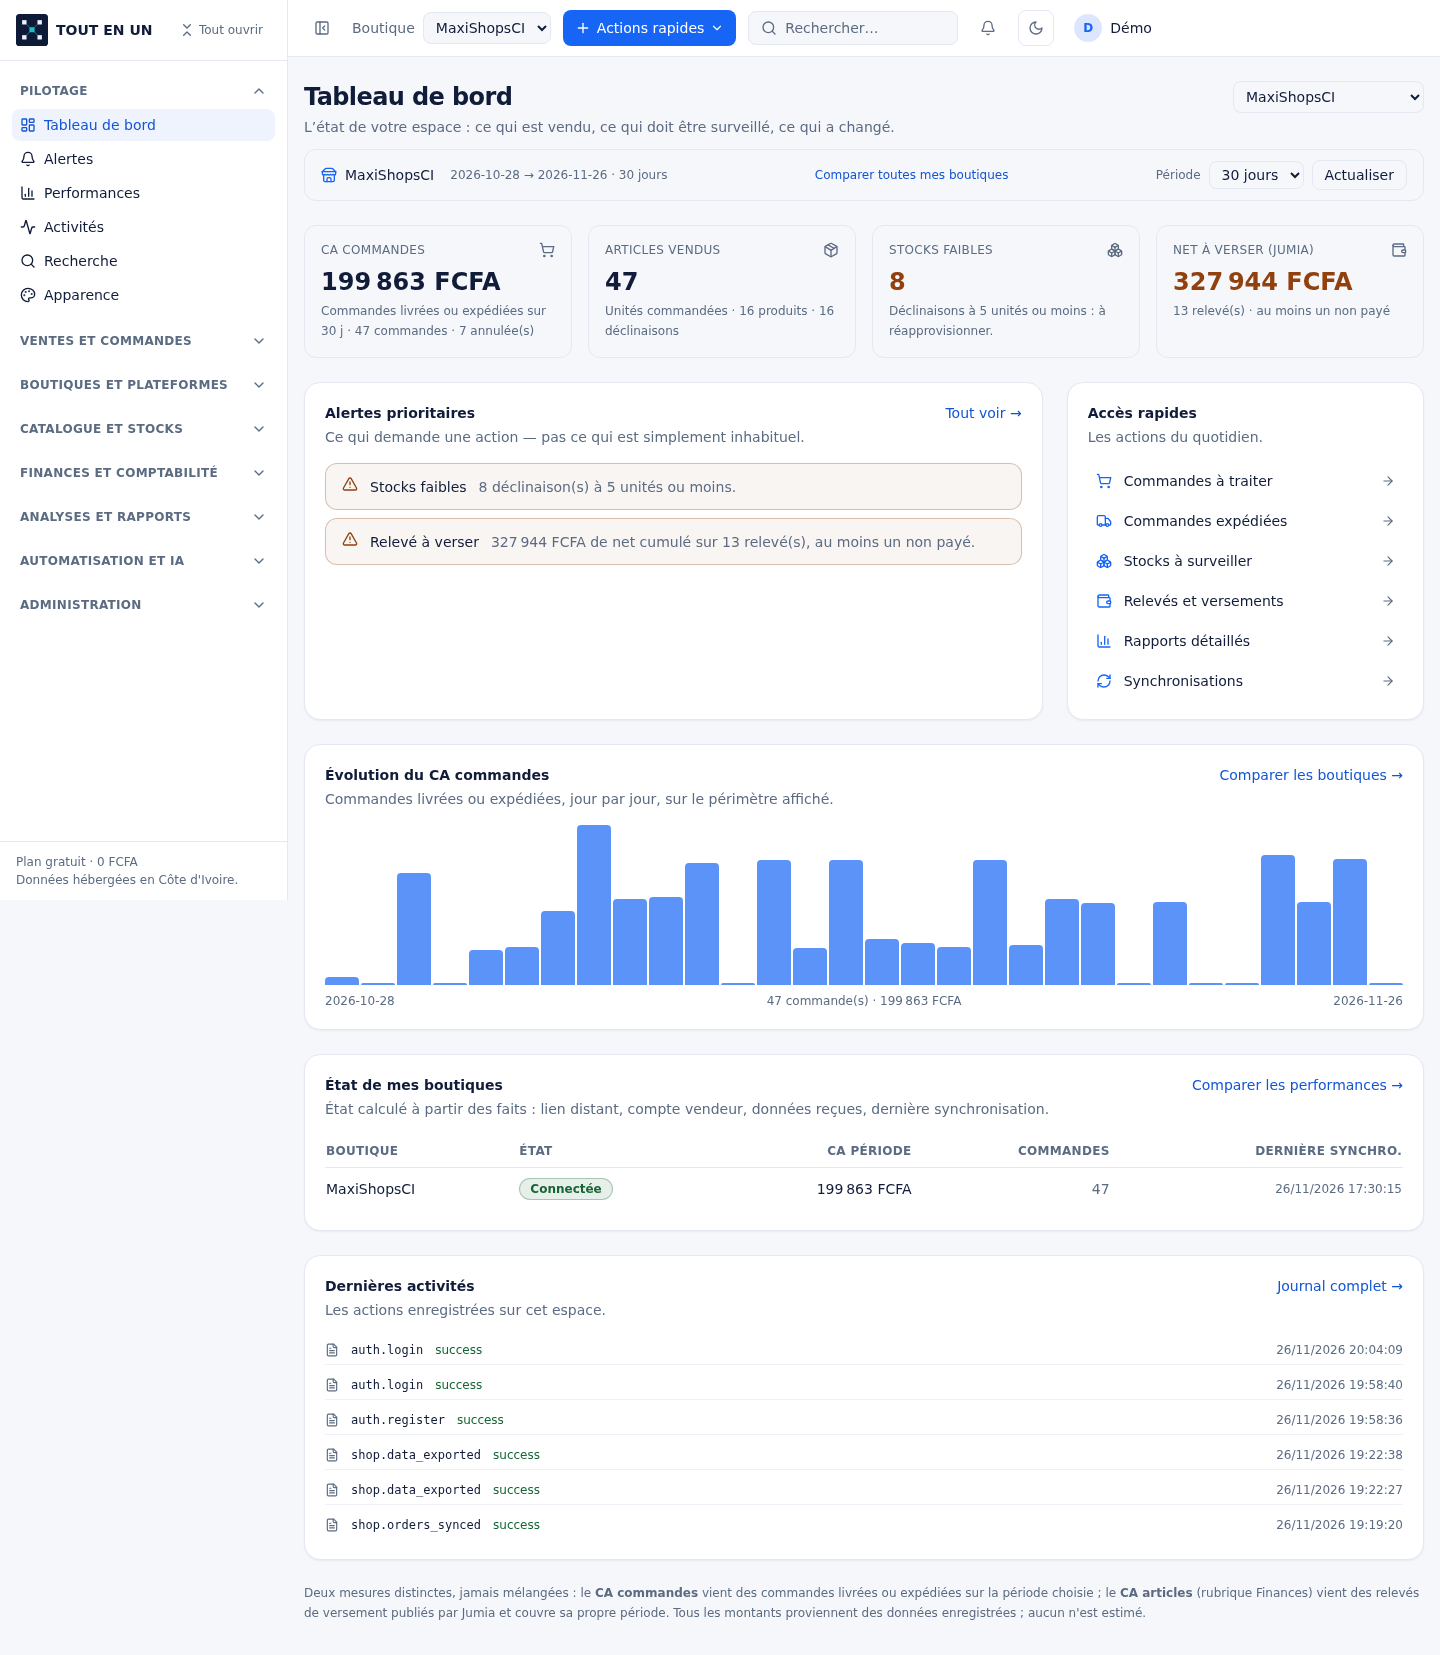 TOUT EN UN
Tout ouvrir
PILOTAGE
Tableau de bord
Alertes
Performances
Activités
Recherche
Apparence
VENTES ET COMMANDES
BOUTIQUES ET PLATEFORMES
CATALOGUE ET STOCKS
FINANCES ET COMPTABILITÉ
ANALYSES ET RAPPORTS
AUTOMATISATION ET IA
ADMINISTRATION
Plan gratuit · 0 FCFA
Données hébergées en Côte d'Ivoire.
Boutique MaxiShopsCI + Actions rapides Rechercher… D Démo
Tableau de bord
MaxiShopsCI
L’état de votre espace : ce qui est vendu, ce qui doit être surveillé, ce qui a changé.
MaxiShopsCI 2026-10-28 → 2026-11-26 · 30 jours Comparer toutes mes boutiques Période 30 jours Actualiser
CA COMMANDES
199 863 FCFA
Commandes livrées ou expédiées sur
30 j · 47 commandes · 7 annulée(s)
ARTICLES VENDUS
47
Unités commandées · 16 produits · 16
déclinaisons
STOCKS FAIBLES
8
Déclinaisons à 5 unités ou moins : à
réapprovisionner.
NET À VERSER (JUMIA)
327 944 FCFA
13 relevé(s) · au moins un non payé
Alertes prioritaires Tout voir →
Ce qui demande une action — pas ce qui est simplement inhabituel.
Stocks faibles 8 déclinaison(s) à 5 unités ou moins.
Relevé à verser 327 944 FCFA de net cumulé sur 13 relevé(s), au moins un non payé.
Accès rapides
Les actions du quotidien.
Commandes à traiter →
Commandes expédiées →
Stocks à surveiller →
Relevés et versements →
Rapports détaillés →
Synchronisations →
Évolution du CA commandes Comparer les boutiques →
Commandes livrées ou expédiées, jour par jour, sur le périmètre affiché.
2026-10-28 47 commande(s) · 199 863 FCFA 2026-11-26
État de mes boutiques Comparer les performances →
État calculé à partir des faits : lien distant, compte vendeur, données reçues, dernière synchronisation.
BOUTIQUE ÉTAT CA PÉRIODE COMMANDES DERNIÈRE SYNCHRO.
MaxiShopsCI Connectée 199 863 FCFA 47 26/11/2026 17:30:15
Dernières activités Journal complet →
Les actions enregistrées sur cet espace.
auth.login success 26/11/2026 20:04:09
auth.login success 26/11/2026 19:58:40
auth.register success 26/11/2026 19:58:36
shop.data_exported success 26/11/2026 19:22:38
shop.data_exported success 26/11/2026 19:22:27
shop.orders_synced success 26/11/2026 19:19:20
Deux mesures distinctes, jamais mélangées : le CA commandes vient des commandes livrées ou expédiées sur la période choisie ; le CA articles (rubrique Finances) vient des relevés
de versement publiés par Jumia et couvre sa propre période. Tous les montants proviennent des données enregistrées ; aucun n'est estimé.